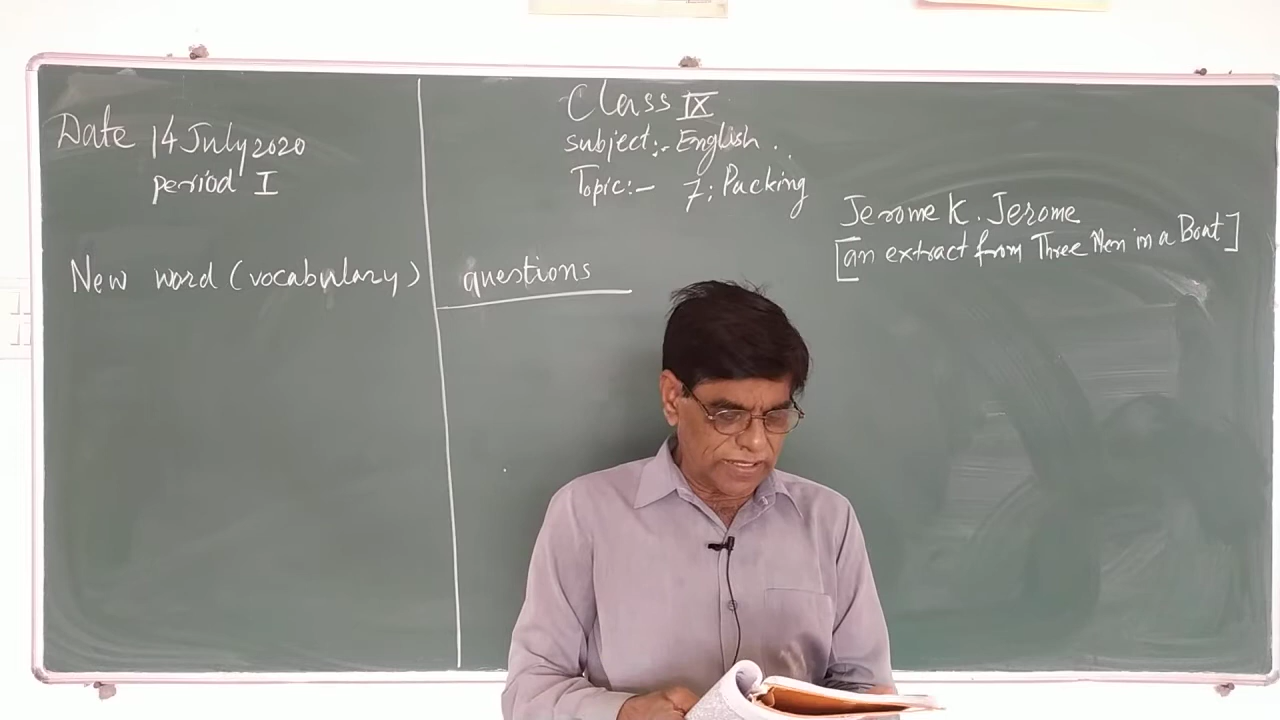 Date 14 July 2020
period I
Class IX
subject:- English.
Topic:- 7: Packing
Jerome K. Jerome
[an extract from Three Men in a Boat]
New word (vocabulary)
questions